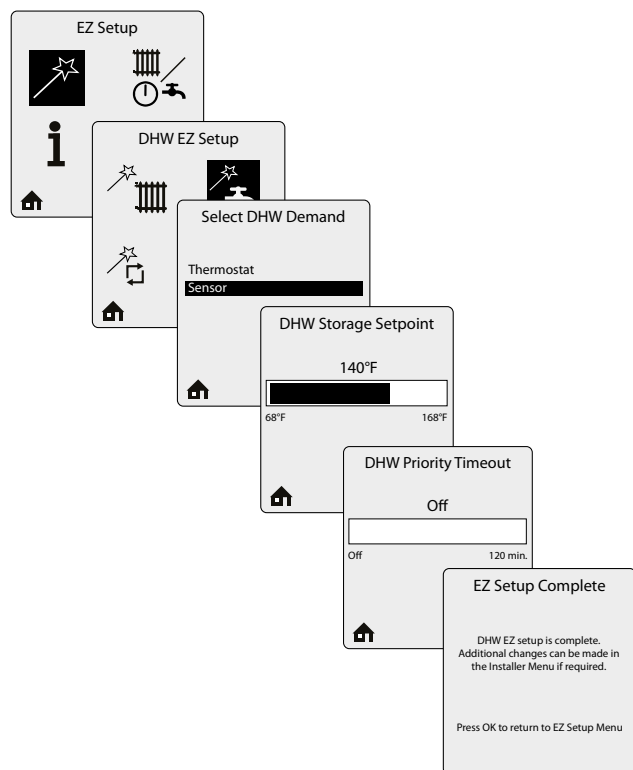 EZ Setup
DHW EZ Setup
Select DHW Demand
Thermostat
Sensor
DHW Storage Setpoint
140°F
68°F 168°F
DHW Priority Timeout
Off
Off 120 min.
EZ Setup Complete
DHW EZ setup is complete.
Additional changes can be made in
the Installer Menu if required.
Press OK to return to EZ Setup Menu